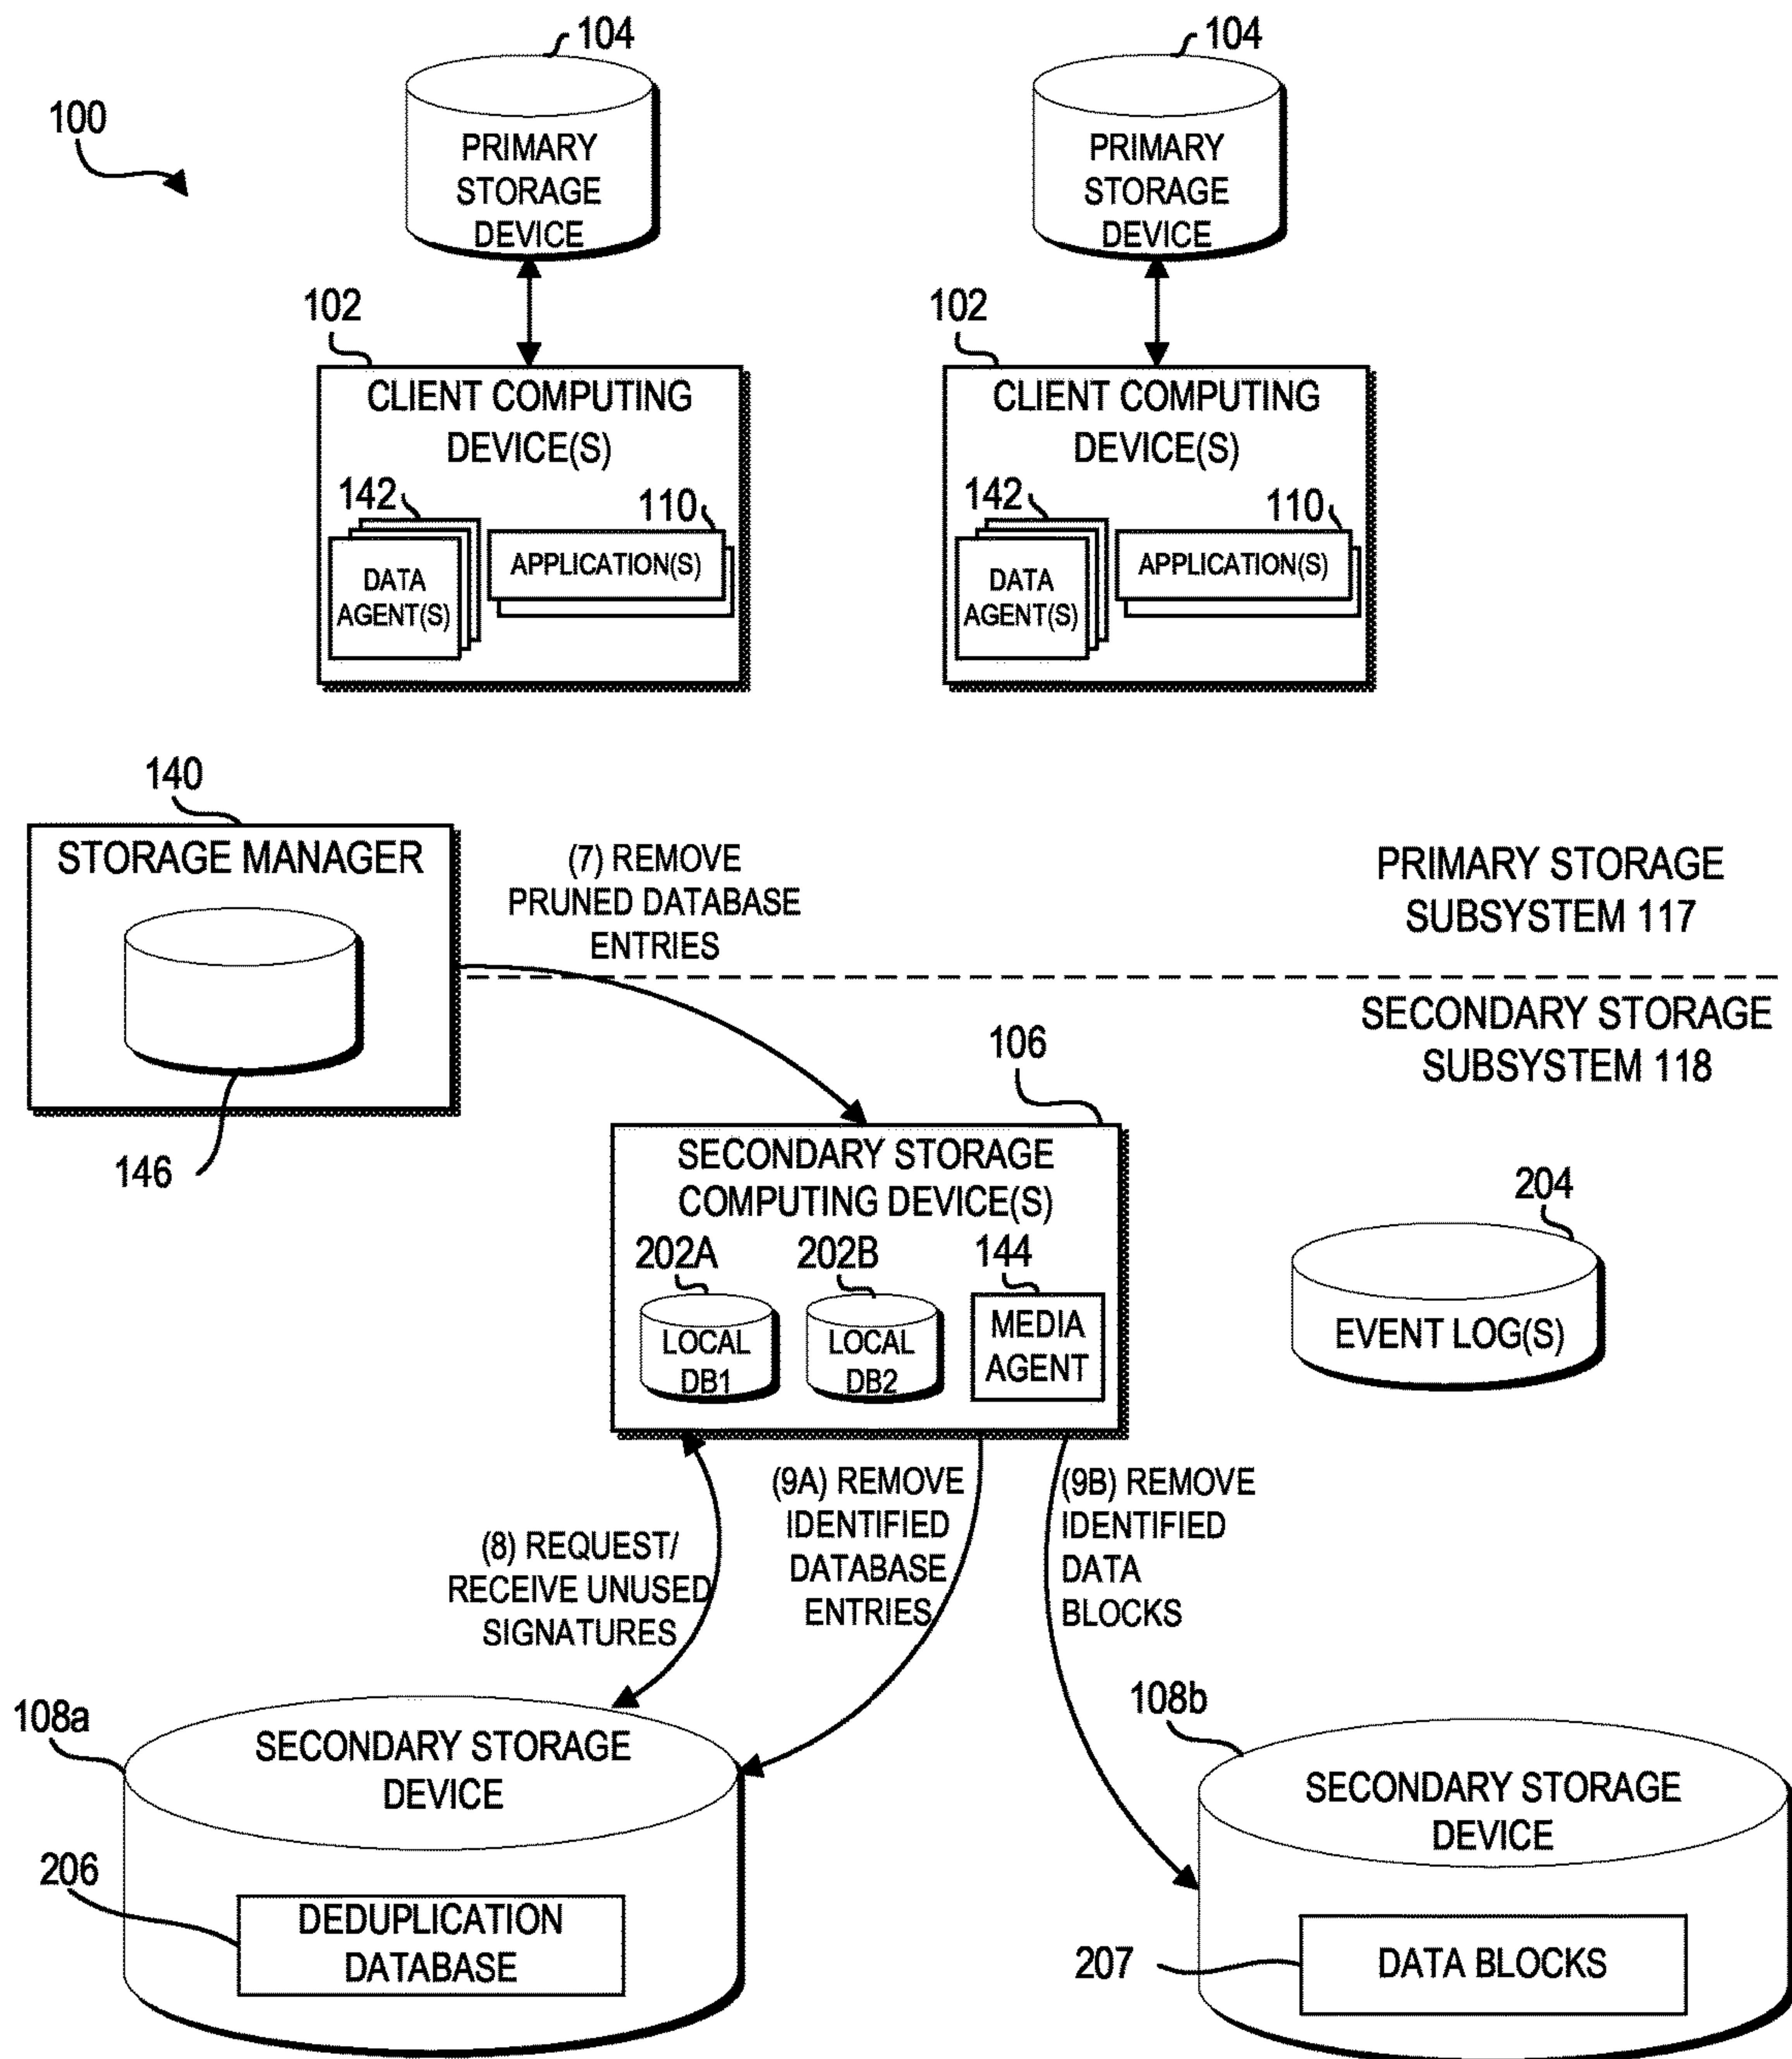 104
104
100
PRIMARY
STORAGE
DEVICE
PRIMARY
STORAGE
DEVICE
102
102
CLIENT COMPUTING
DEVICE(S)
CLIENT COMPUTING
DEVICE(S)
142
110
DATA
AGENT(S)
APPLICATION(S)
142
110
DATA
AGENT(S)
APPLICATION(S)
140
STORAGE MANAGER
146
(7) REMOVE
PRUNED DATABASE
ENTRIES
PRIMARY STORAGE
SUBSYSTEM 117
SECONDARY STORAGE
SUBSYSTEM 118
106
SECONDARY STORAGE
COMPUTING DEVICE(S)
202A
202B
144
LOCAL
DB1
LOCAL
DB2
MEDIA
AGENT
204
EVENT LOG(S)
(8) REQUEST/
RECEIVE UNUSED
SIGNATURES
(9A) REMOVE
IDENTIFIED
DATABASE
ENTRIES
(9B) REMOVE
IDENTIFIED
DATA
BLOCKS
108a
SECONDARY STORAGE
DEVICE
206
DEDUPLICATION
DATABASE
108b
SECONDARY STORAGE
DEVICE
207
DATA BLOCKS